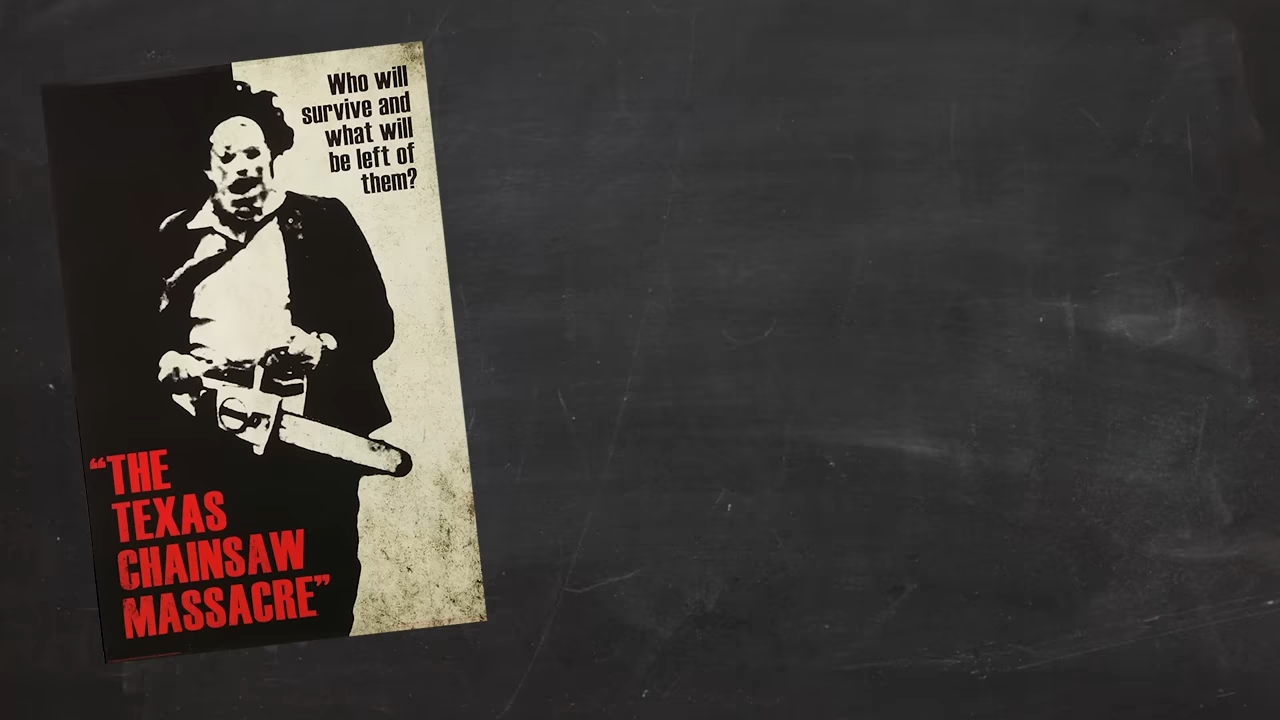 Who will
survive and
what will
be left of
them?
“THE
TEXAS
CHAINSAW
MASSACRE”